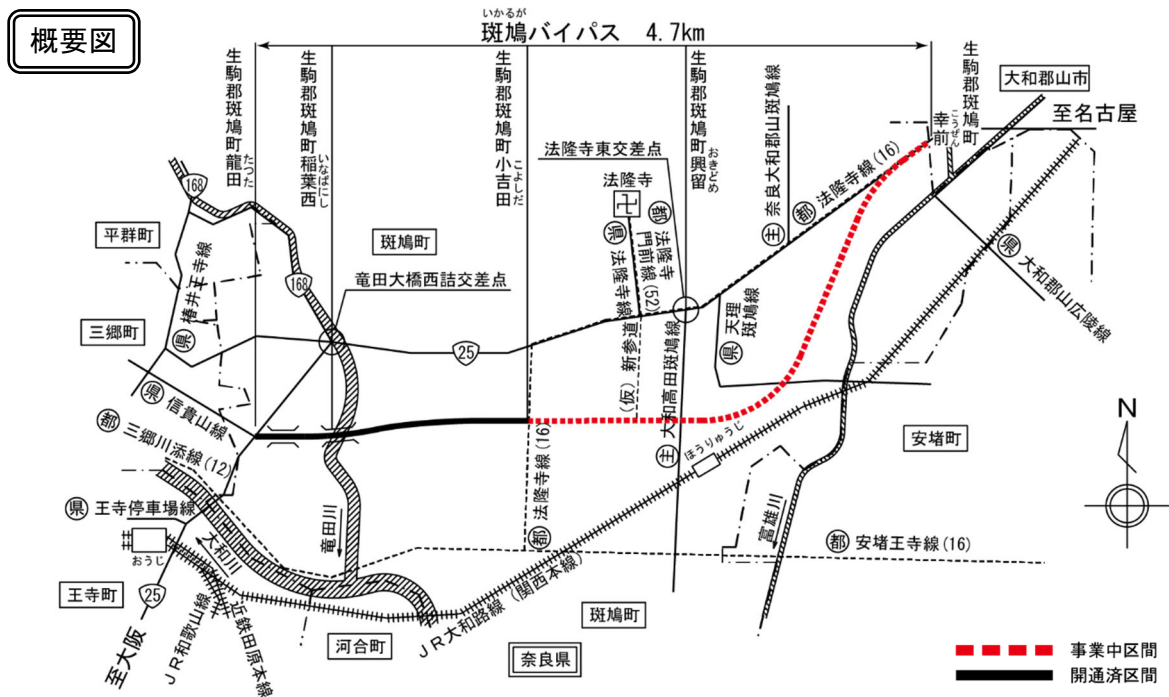 概要図
いかるが
斑鳩バイパス 4.7km
生駒郡斑鳩町龍田
たつた
生駒郡斑鳩町稲葉西
いなばにし
生駒郡斑鳩町小吉田
こよしだ
生駒郡斑鳩町興留
おきどめ
生駒郡斑鳩町幸前
こうぜん
大和郡山市
至名古屋
法隆寺東交差点
法隆寺
卍
県 法隆寺線
都 法隆寺門前線(52)
主 奈良大和郡山斑鳩線
都 法隆寺線(16)
168
平群町
斑鳩町
県 椿井王寺線
168
竜田大橋西詰交差点
三郷町
25
(仮)新参道
主 大和高田斑鳩線
県 天理斑鳩線
県 大和郡山広陵線
県 信貴山線
都 三郷川添線(12)
都 法隆寺線(16)
ほうりゅうじ
安堵町
N
県 王寺停車場線
おうじ
大和川
竜田川
富雄川
都 安堵王寺線(16)
王寺町
25
至大阪
JR和歌山線
近鉄田原本線
河合町
JR大和路線(関西本線)
斑鳩町
奈良県
事業中区間
開通済区間